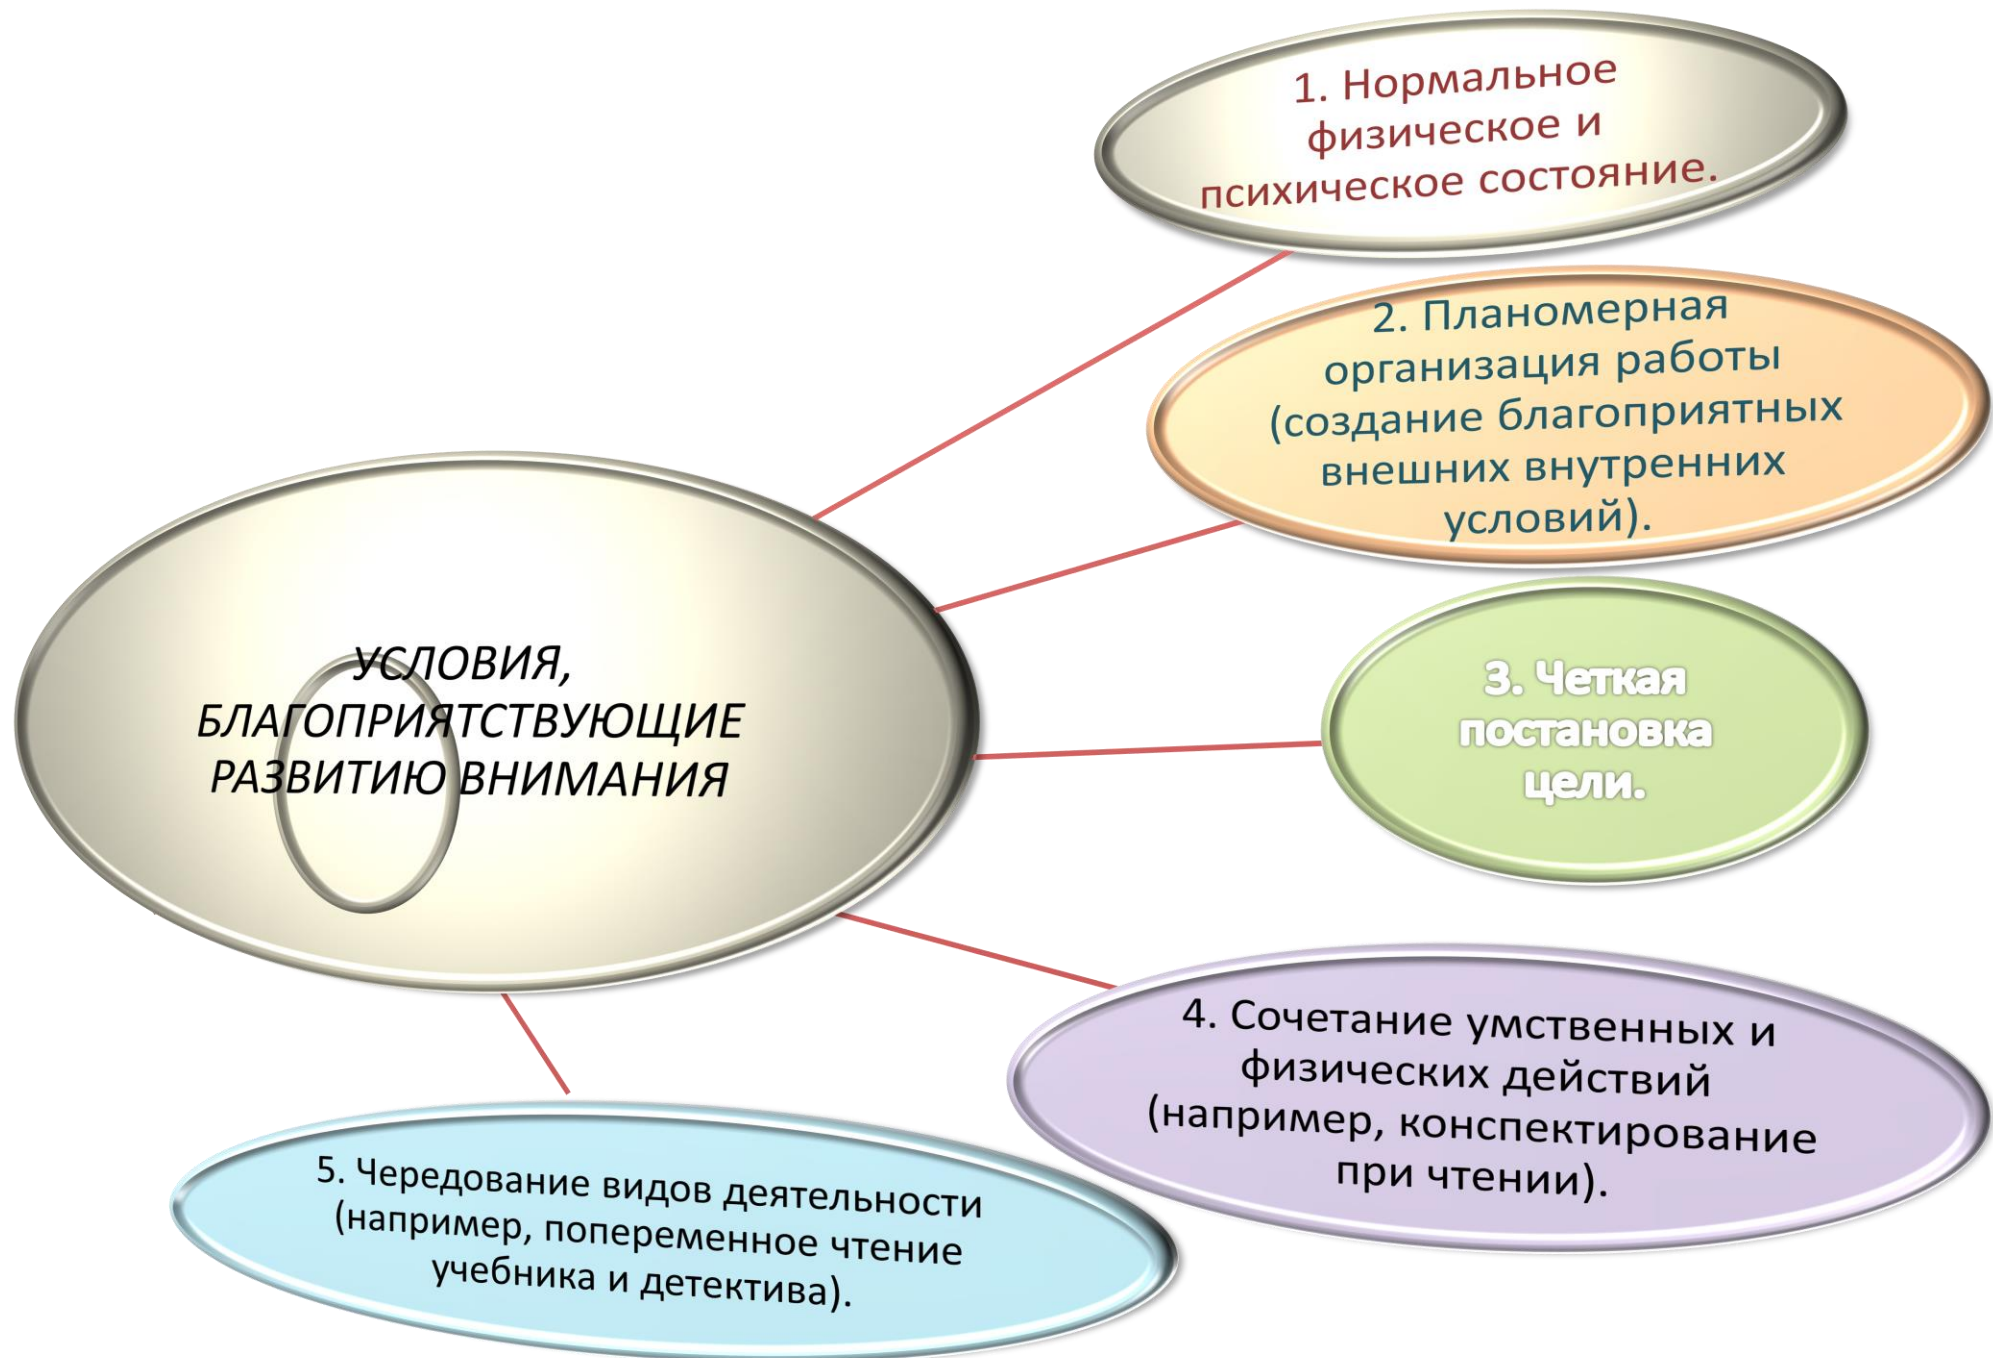 УСЛОВИЯ,
БЛАГОПРИЯТСТВУЮЩИЕ
РАЗВИТИЮ ВНИМАНИЯ
1. Нормальное
физическое и
психическое состояние.
2. Планомерная
организация работы
(создание благоприятных
внешних внутренних
условий).
3. Четкая
постановка
цели.
4. Сочетание умственных и
физических действий
(например, конспектирование
при чтении).
5. Чередование видов деятельности
(например, попеременное чтение
учебника и детектива).